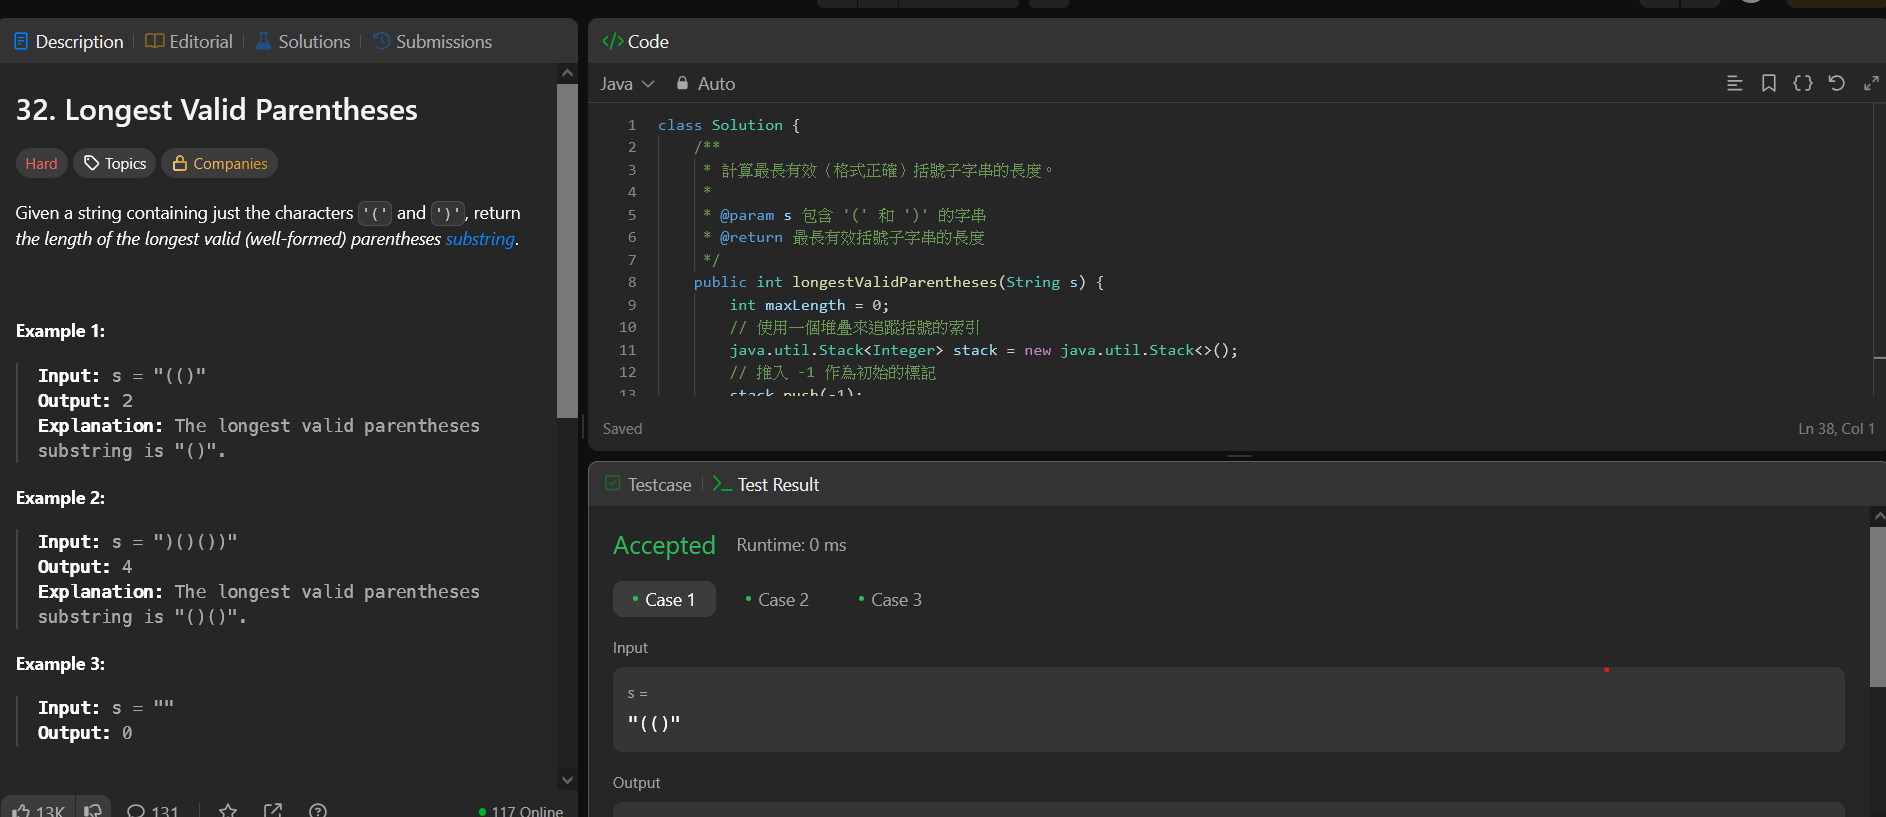 Description
Editorial
Solutions
Submissions
32. Longest Valid Parentheses
Hard
Topics
Companies
Given a string containing just the characters '(' and ')', return
the length of the longest valid (well-formed) parentheses substring.
Example 1:
Input: s = "(()"
Output: 2
Explanation: The longest valid parentheses
substring is "()".
Example 2:
Input: s = ")()())"
Output: 4
Explanation: The longest valid parentheses
substring is "()()".
Example 3:
Input: s = ""
Output: 0
13K
131
117 Online
</> Code
Java
Auto
1 class Solution {
2 /**
3 * 計算最長有效（格式正確）括號子字串的長度。
4 *
5 * @param s 包含 '(' 和 ')' 的字串
6 * @return 最長有效括號子字串的長度
7 */
8 public int longestValidParentheses(String s) {
9 int maxLength = 0;
10 // 使用一個堆疊來追蹤括號的索引
11 java.util.Stack<Integer> stack = new java.util.Stack<>();
12 // 推入 -1 作為初始的標記
13 stack.push(-1);
Saved
Ln 38, Col 1
Testcase
Test Result
Accepted
Runtime: 0 ms
Case 1
Case 2
Case 3
Input
s =
"(()"
Output